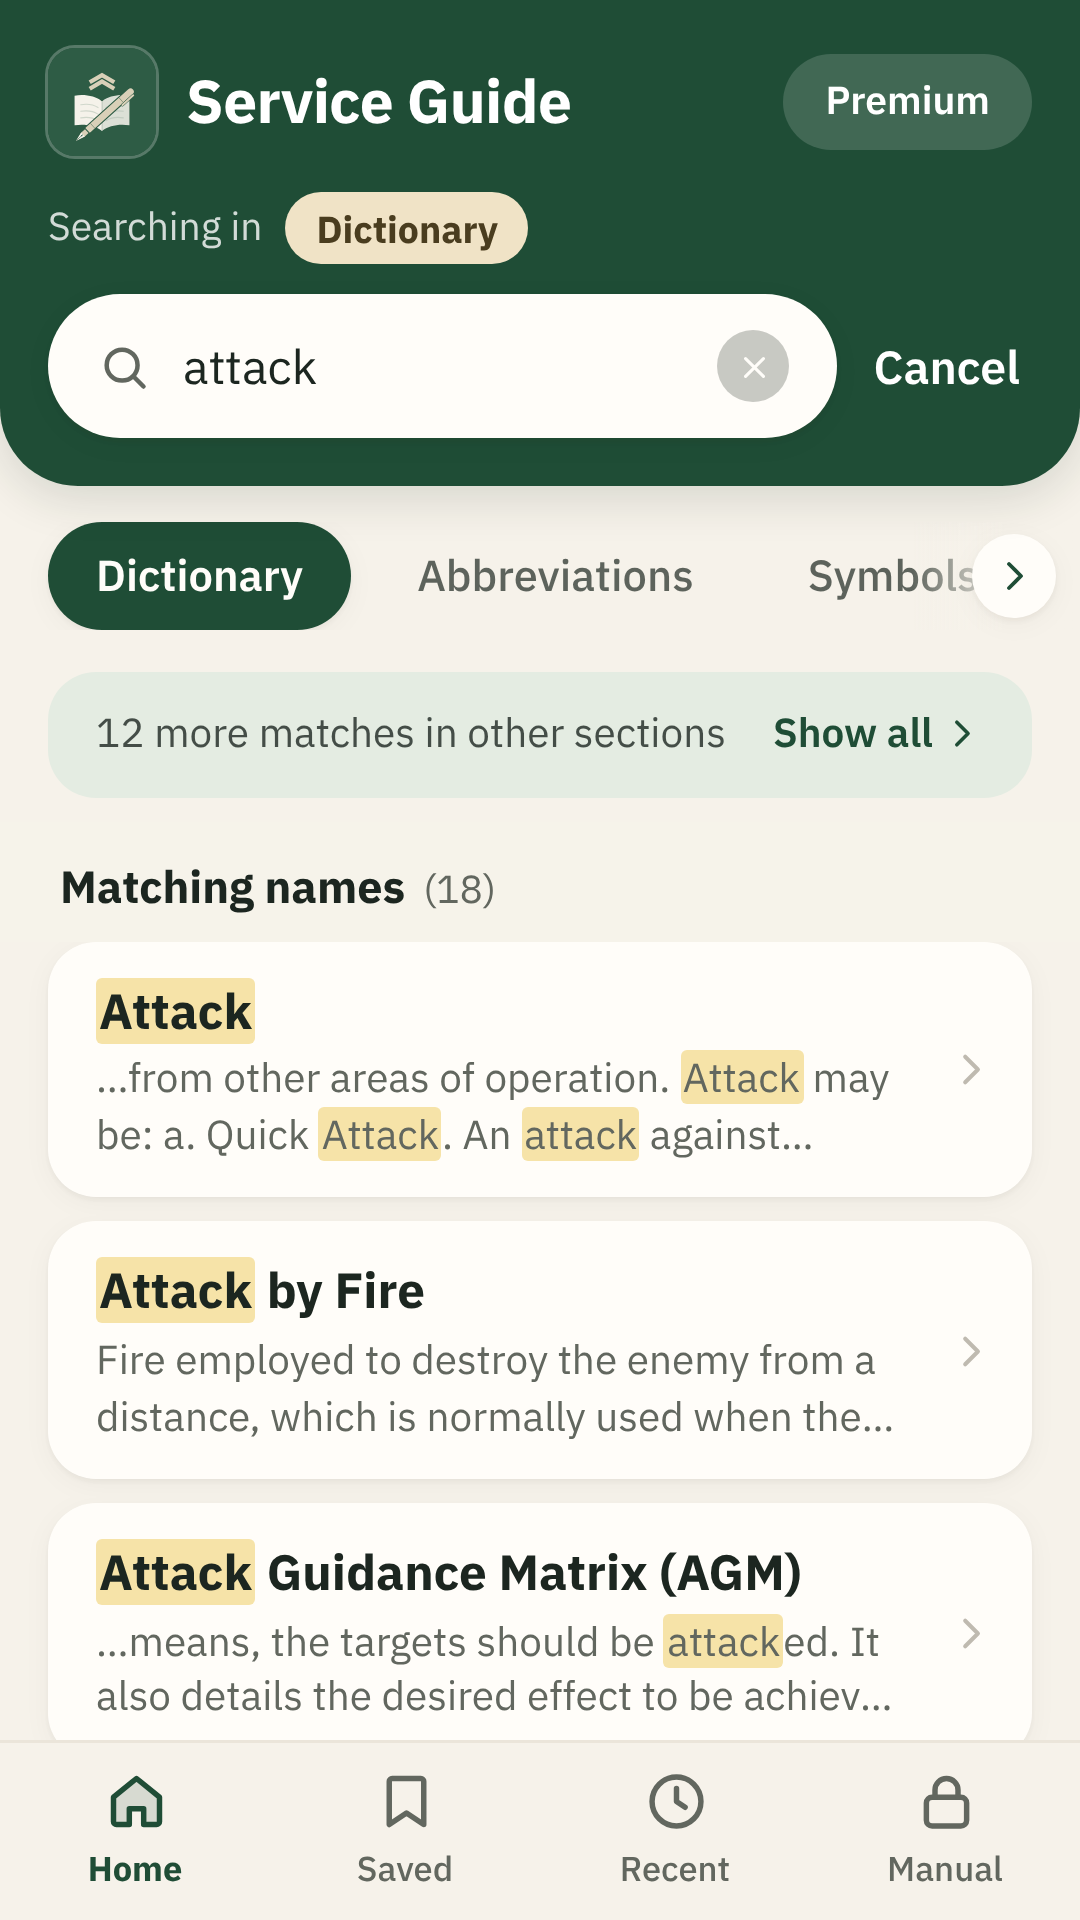 Service Guide
Premium
Searching in Dictionary
attack
Cancel
Dictionary
Abbreviations
Symbols
12 more matches in other sections
Show all
Matching names (18)
Attack
...from other areas of operation. Attack may
be: a. Quick Attack. An attack against...
Attack by Fire
Fire employed to destroy the enemy from a
distance, which is normally used when the...
Attack Guidance Matrix (AGM)
...means, the targets should be attacked. It
also details the desired effect to be achiev...
Home
Saved
Recent
Manual